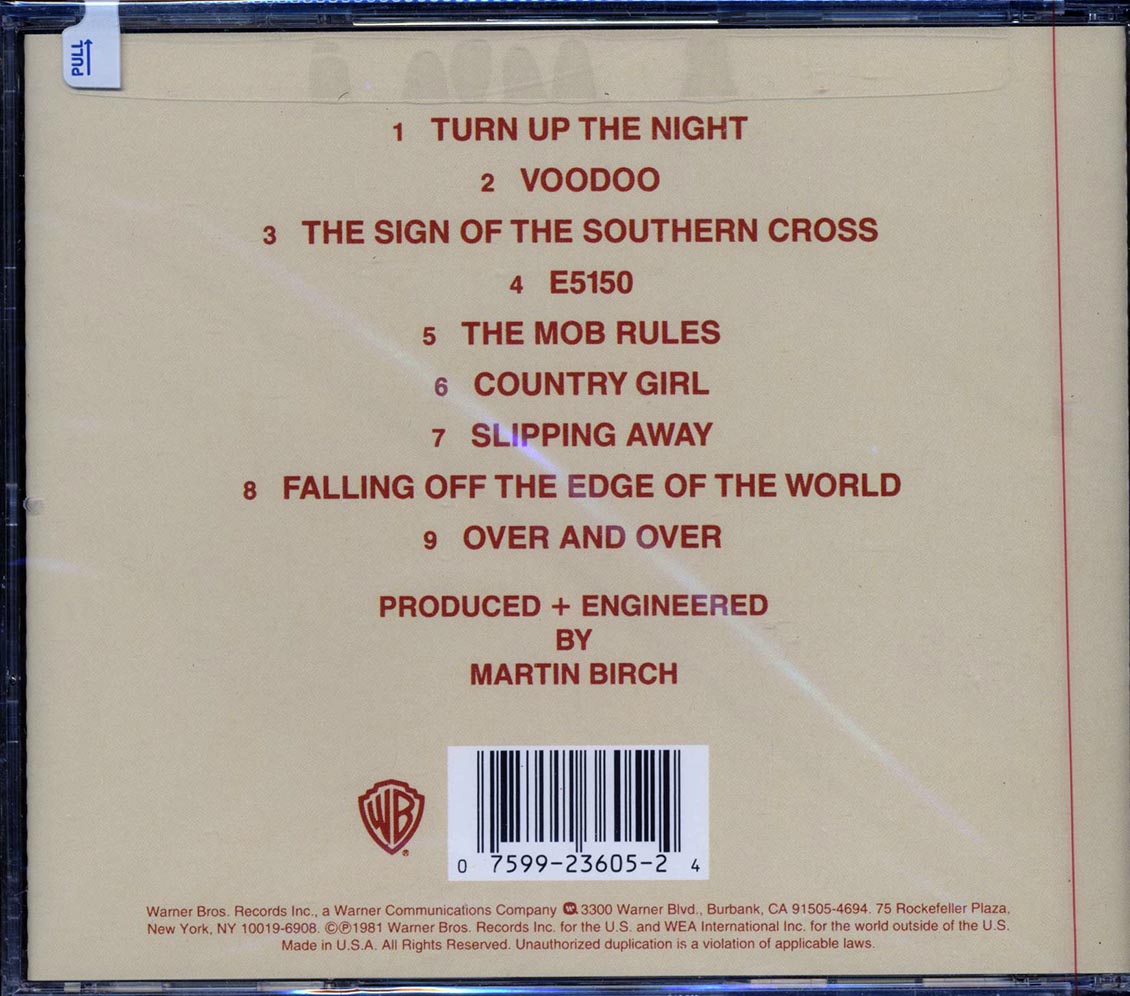 PULL
1 TURN UP THE NIGHT
2 VOODOO
3 THE SIGN OF THE SOUTHERN CROSS
4 E5150
5 THE MOB RULES
6 COUNTRY GIRL
7 SLIPPING AWAY
8 FALLING OFF THE EDGE OF THE WORLD
9 OVER AND OVER
PRODUCED + ENGINEERED
BY
MARTIN BIRCH
WB®
0 7599-23605-2 4
Warner Bros. Records Inc., a Warner Communications Company 3300 Warner Blvd., Burbank, CA 91505-4694. 75 Rockefeller Plaza,
New York, NY 10019-6908. ©℗1981 Warner Bros. Records Inc. for the U.S. and WEA International Inc. for the world outside of the U.S.
Made in U.S.A. All Rights Reserved. Unauthorized duplication is a violation of applicable laws.